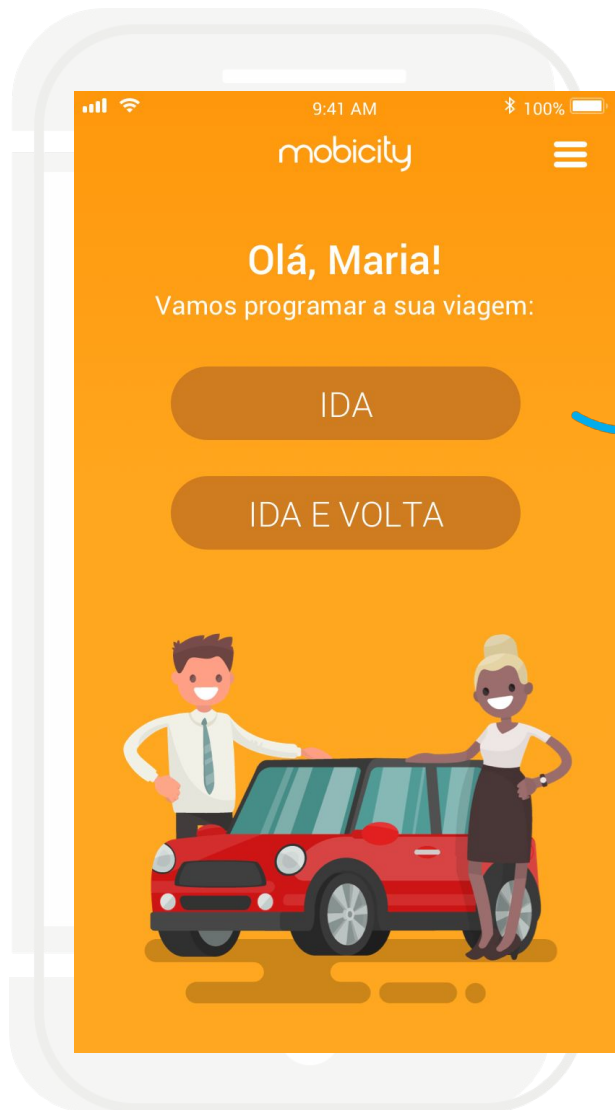 9:41 AM
100%
mobicity
Olá, Maria!
Vamos programar a sua viagem:
IDA
IDA E VOLTA